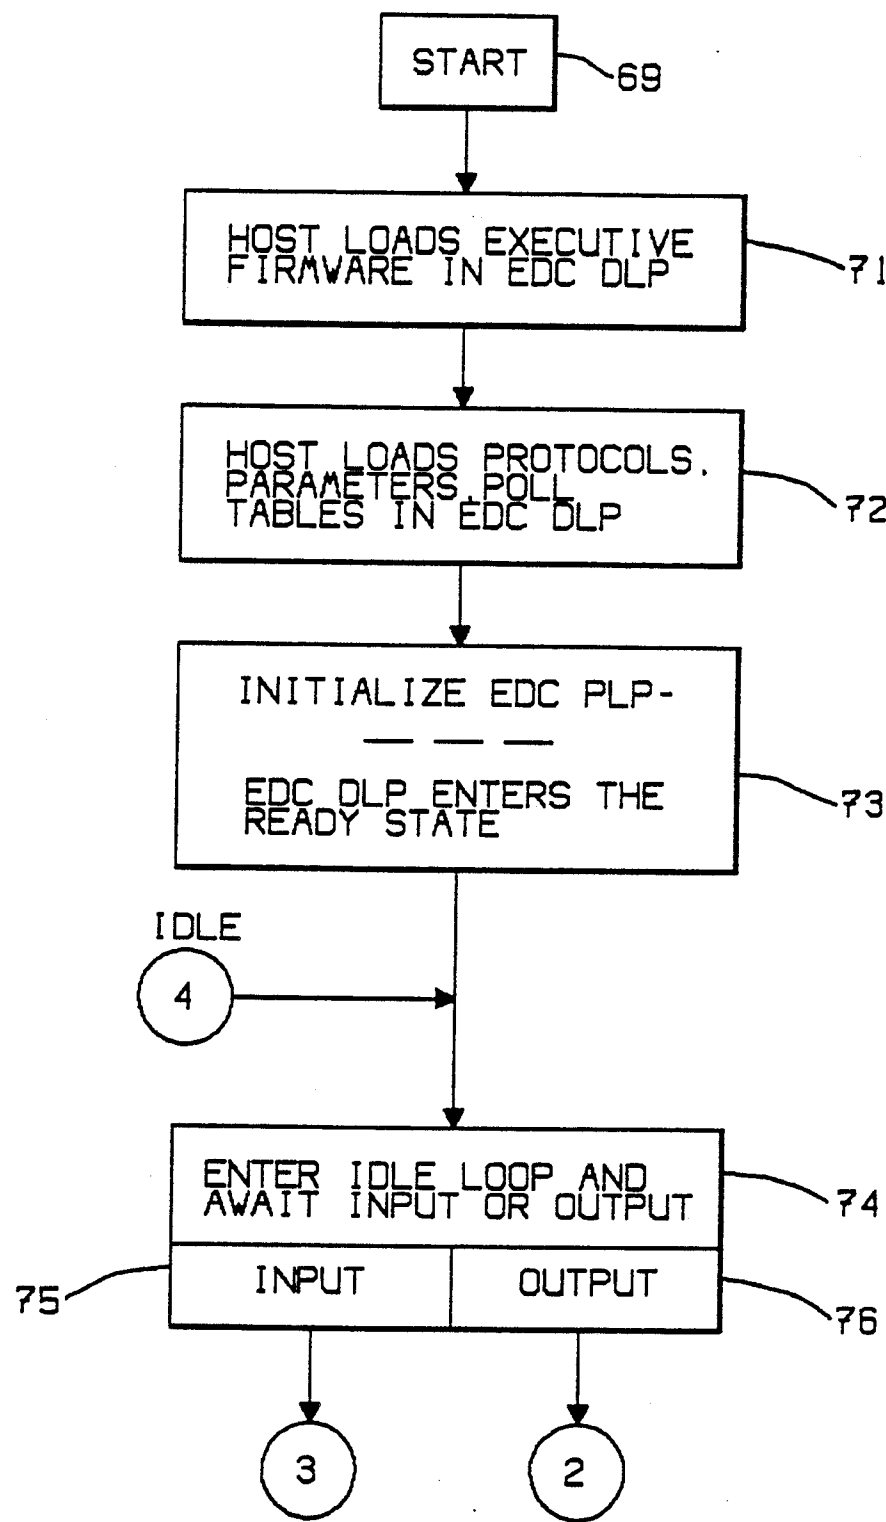 START
69
HOST LOADS EXECUTIVE
FIRMWARE IN EDC DLP
71
HOST LOADS PROTOCOLS.
PARAMETERS.POLL
TABLES IN EDC DLP
72
INITIALIZE EDC PLP-
— — —
EDC DLP ENTERS THE
READY STATE
73
IDLE
4
ENTER IDLE LOOP AND
AWAIT INPUT OR OUTPUT
74
75
INPUT
OUTPUT
76
3
2